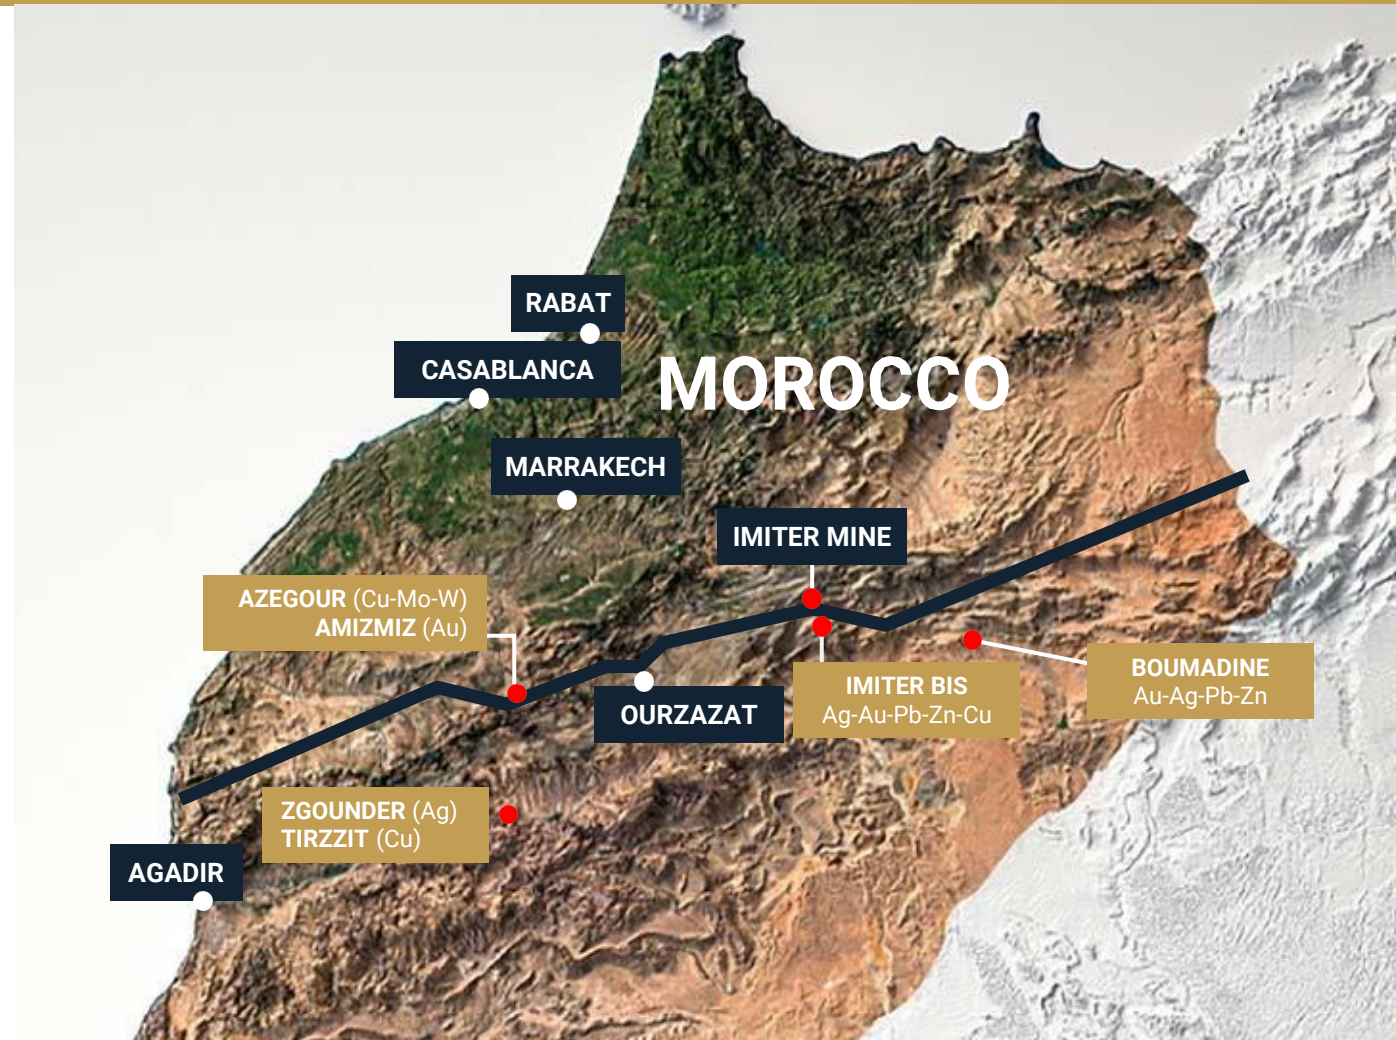 RABAT
CASABLANCA
MOROCCO
MARRAKECH
IMITER MINE
AZEGOUR (Cu-Mo-W)
AMIZMIZ (Au)
BOUMADINE
Au-Ag-Pb-Zn
IMITER BIS
Ag-Au-Pb-Zn-Cu
OURZAZAT
ZGOUNDER (Ag)
TIRZZIT (Cu)
AGADIR